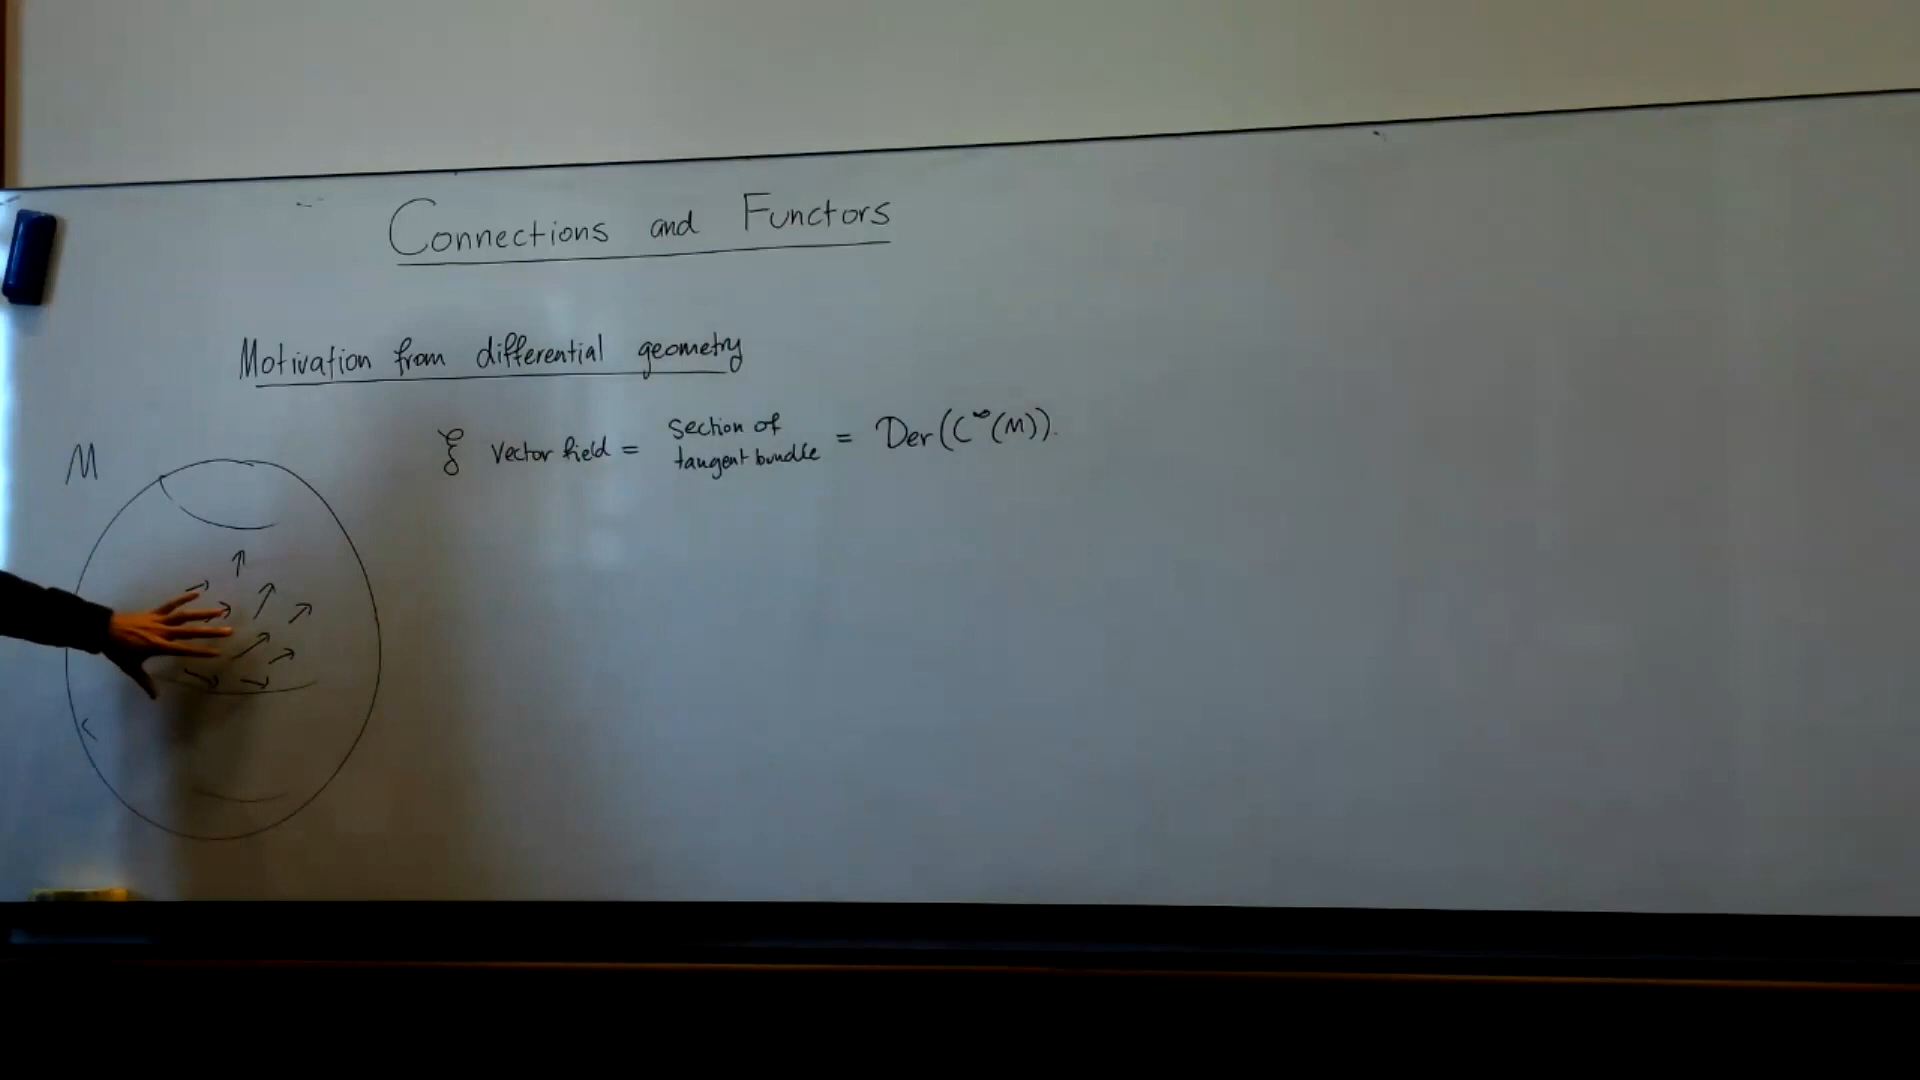 Connections and Functors
Motivation from differential geometry
M
ξ Vector field = Section of tangent bundle = Der(C^∞(M)).